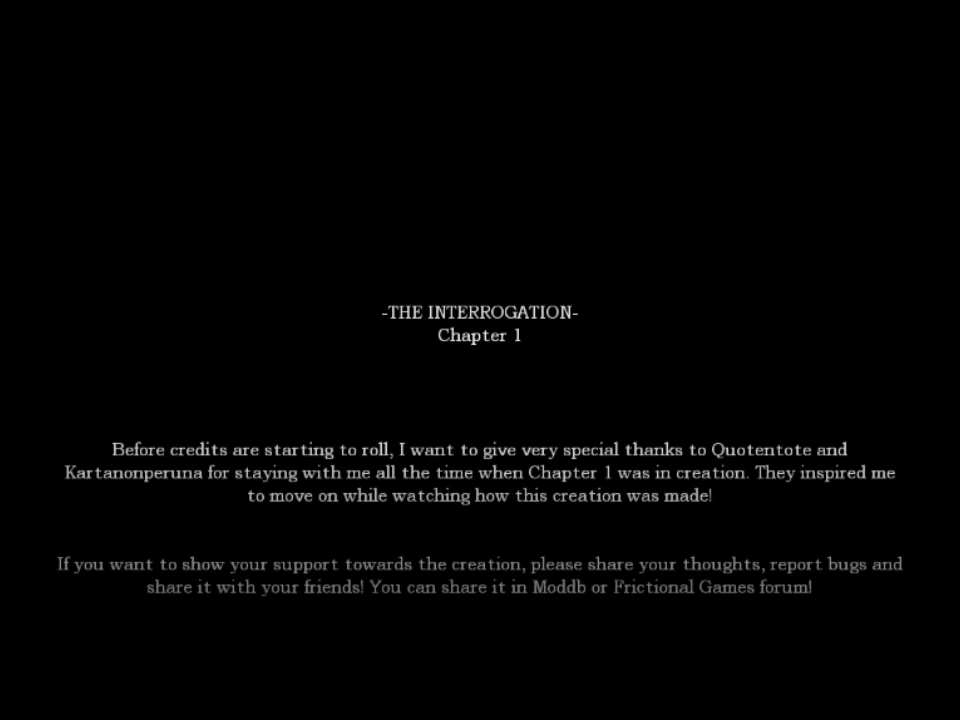 -THE INTERROGATION-
Chapter 1
Before credits are starting to roll, I want to give very special thanks to Quotentote and
Kartanonperuna for staying with me all the time when Chapter 1 was in creation. They inspired me
to move on while watching how this creation was made!
If you want to show your support towards the creation, please share your thoughts, report bugs and
share it with your friends! You can share it in Moddb or Frictional Games forum!